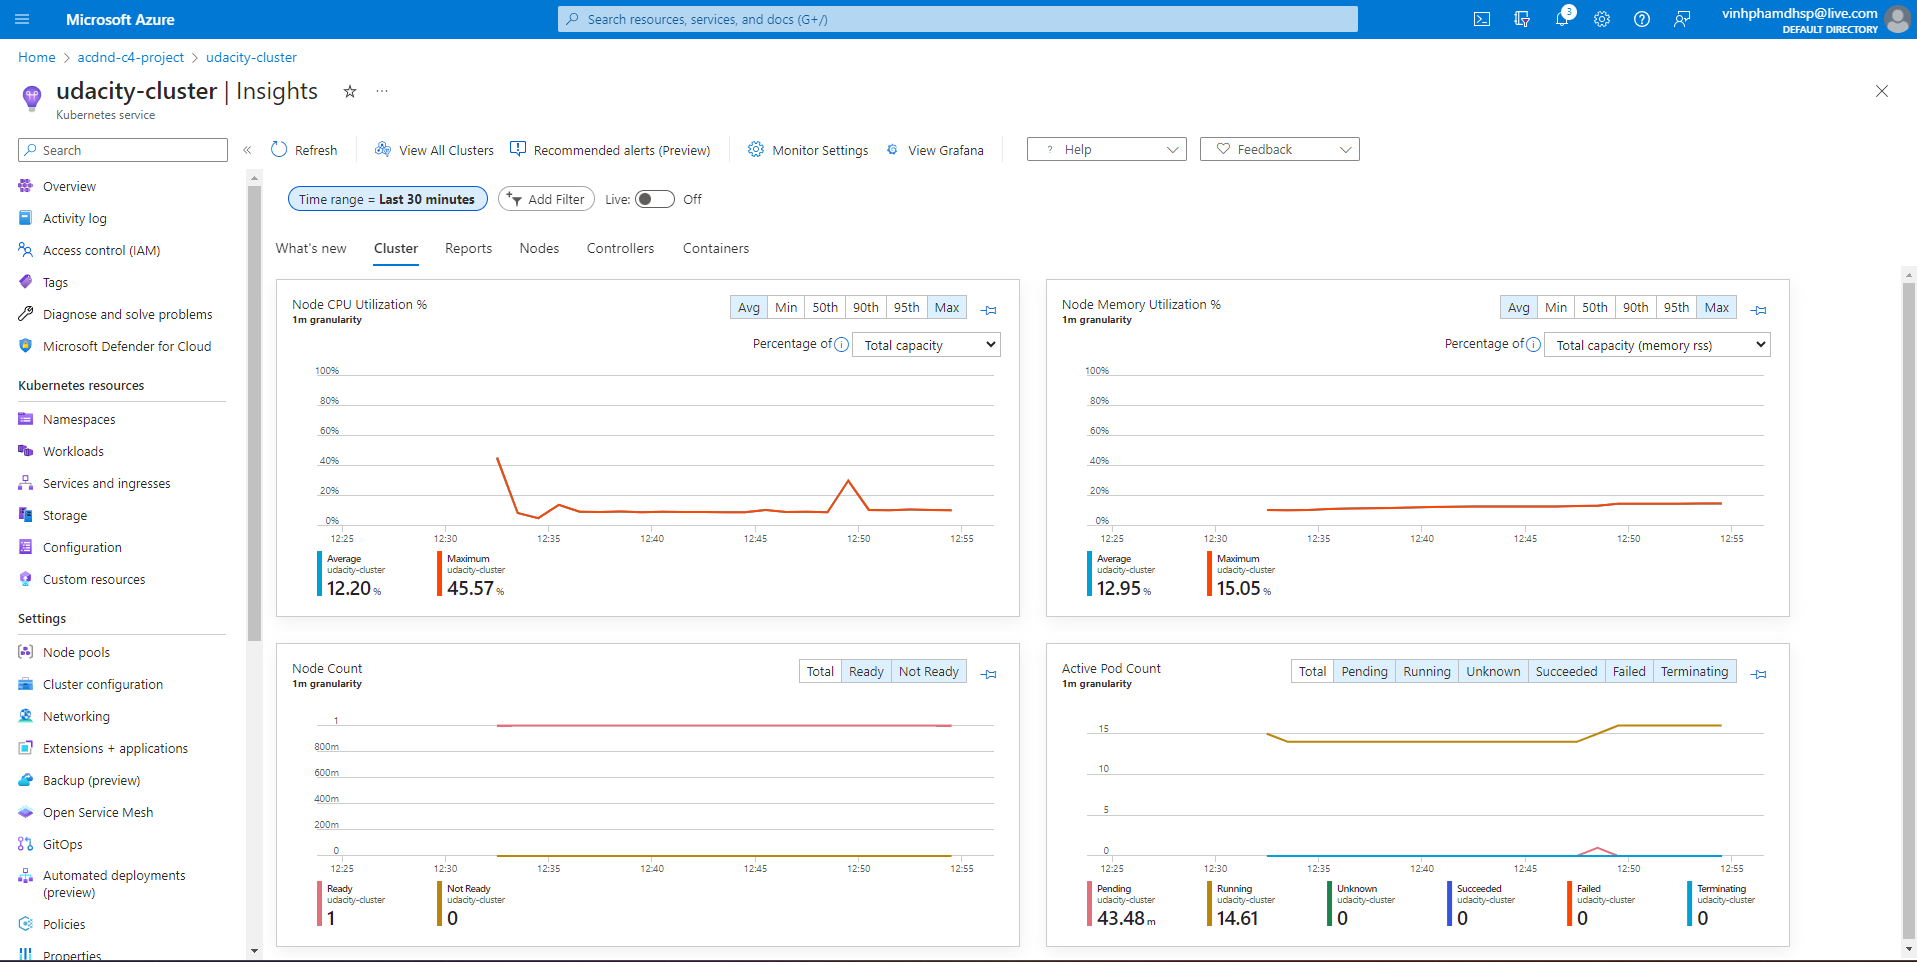 Microsoft Azure
Search resources, services, and docs (G+/)
3
vinhphamdhsp@live.com
DEFAULT DIRECTORY
Home > acdnd-c4-project > udacity-cluster
udacity-cluster | Insights
Kubernetes service
Search
Refresh
View All Clusters
Recommended alerts (Preview)
Monitor Settings
View Grafana
? Help
Feedback
Overview
Activity log
Access control (IAM)
Tags
Diagnose and solve problems
Microsoft Defender for Cloud
Kubernetes resources
Namespaces
Workloads
Services and ingresses
Storage
Configuration
Custom resources
Settings
Node pools
Cluster configuration
Networking
Extensions + applications
Backup (preview)
Open Service Mesh
GitOps
Automated deployments
(preview)
Policies
Properties
Time range = Last 30 minutes
Add Filter
Live: Off
What's new Cluster Reports Nodes Controllers Containers
Node CPU Utilization %
1m granularity
Avg Min 50th 90th 95th Max
Percentage of Total capacity
100%
80%
60%
40%
20%
0%
12:25 12:30 12:35 12:40 12:45 12:50 12:55
Average
udacity-cluster
12.20 %
Maximum
udacity-cluster
45.57 %
Node Memory Utilization %
1m granularity
Avg Min 50th 90th 95th Max
Percentage of Total capacity (memory rss)
100%
80%
60%
40%
20%
0%
12:25 12:30 12:35 12:40 12:45 12:50 12:55
Average
udacity-cluster
12.95 %
Maximum
udacity-cluster
15.05 %
Node Count
1m granularity
Total Ready Not Ready
1
800m
600m
400m
200m
0
12:25 12:30 12:35 12:40 12:45 12:50 12:55
Ready
udacity-cluster
1
Not Ready
udacity-cluster
0
Active Pod Count
1m granularity
Total Pending Running Unknown Succeeded Failed Terminating
15
10
5
0
12:25 12:30 12:35 12:40 12:45 12:50 12:55
Pending
udacity-cluster
43.48 m
Running
udacity-cluster
14.61
Unknown
udacity-cluster
0
Succeeded
udacity-cluster
0
Failed
udacity-cluster
0
Terminating
udacity-cluster
0